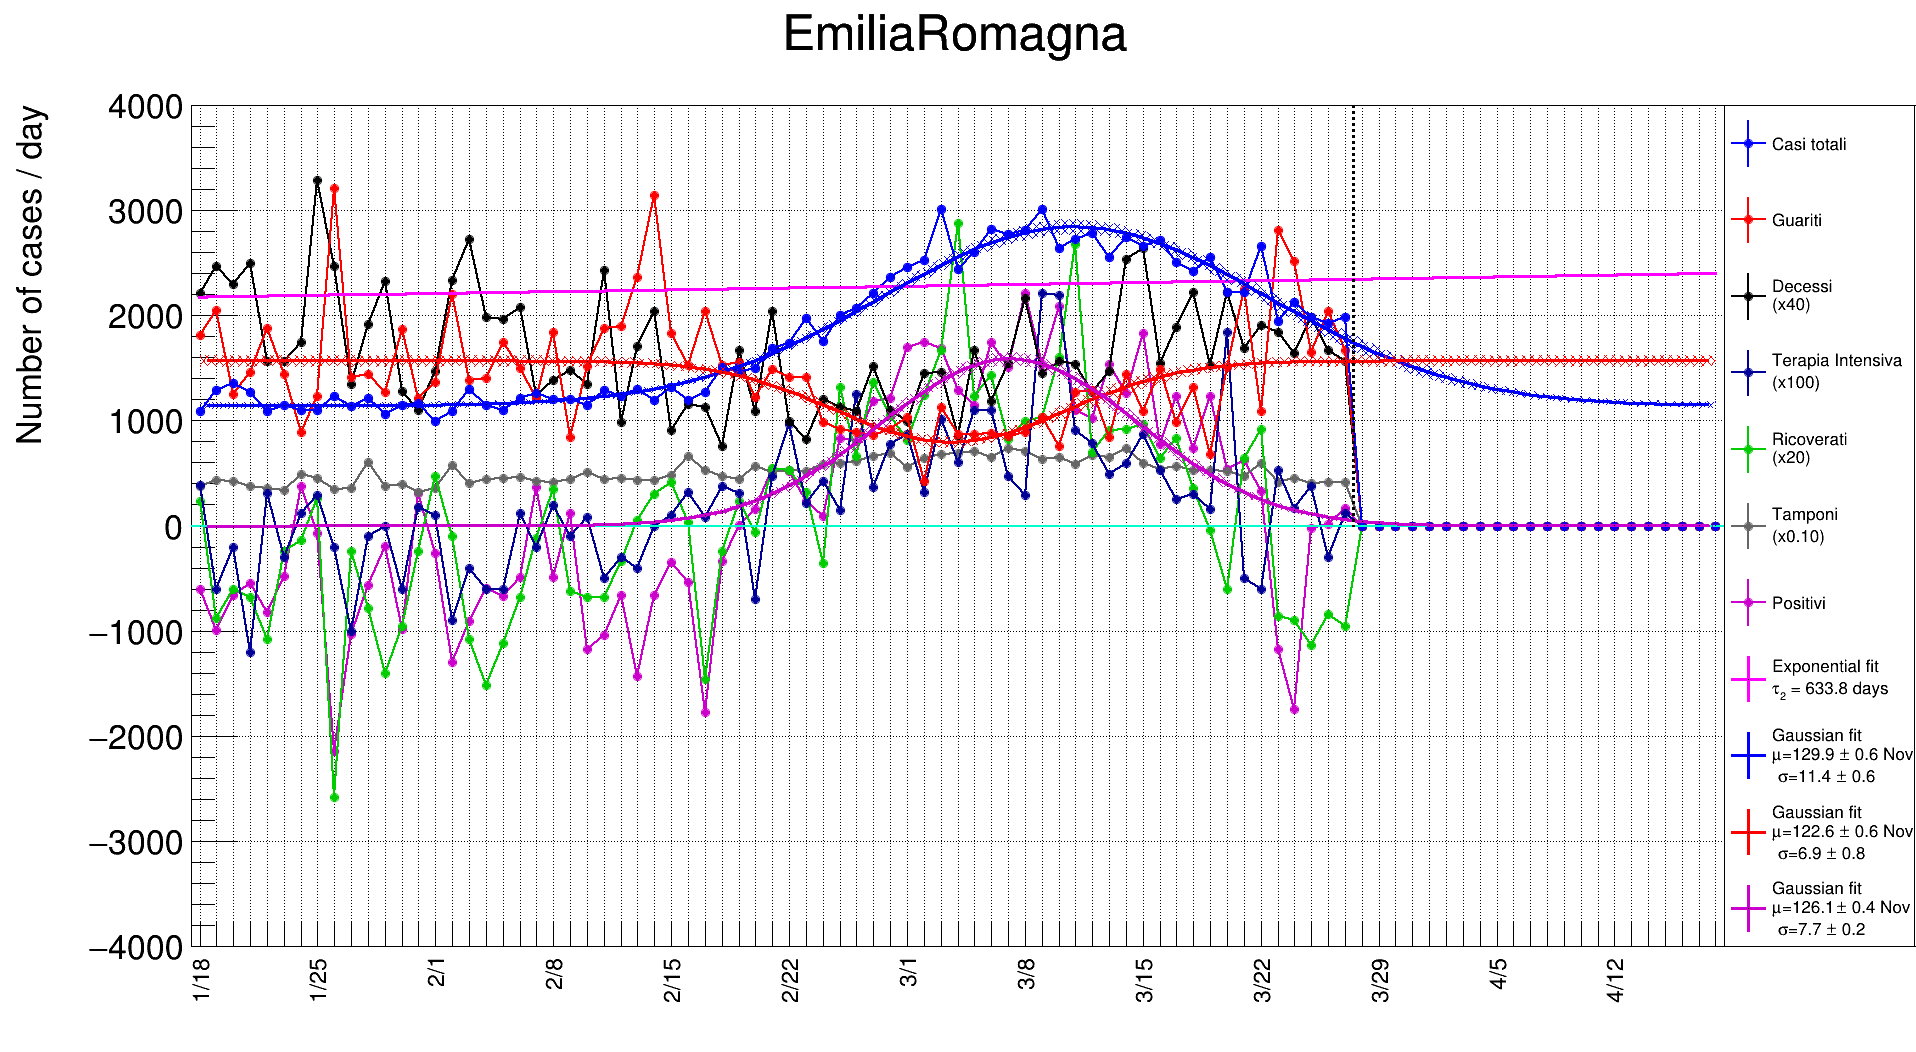 EmiliaRomagna
Number of cases / day
4000
3000
2000
1000
0
−1000
−2000
−3000
−4000
1/18
1/25
2/1
2/8
2/15
2/22
3/1
3/8
3/15
3/22
3/29
4/5
4/12
Casi totali
Guariti
Decessi
(x40)
Terapia Intensiva
(x100)
Ricoverati
(x20)
Tamponi
(x0.10)
Positivi
Exponential fit
τ2 = 633.8 days
Gaussian fit
μ=129.9 ± 0.6 Nov
σ=11.4 ± 0.6
Gaussian fit
μ=122.6 ± 0.6 Nov
σ=6.9 ± 0.8
Gaussian fit
μ=126.1 ± 0.4 Nov
σ=7.7 ± 0.2